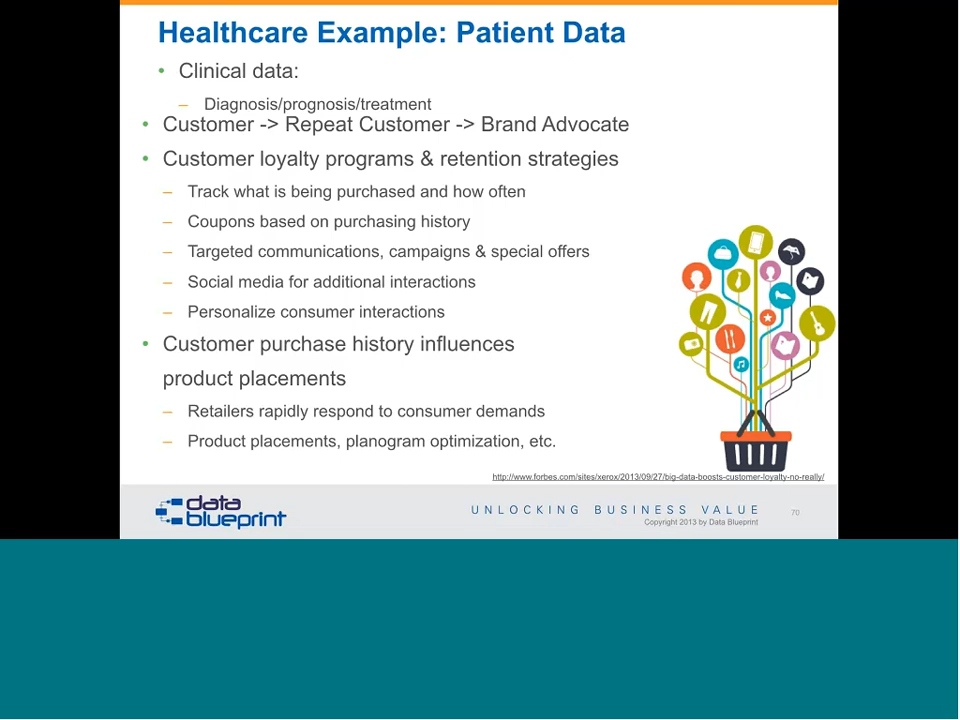 Healthcare Example: Patient Data
• Clinical data:
– Diagnosis/prognosis/treatment
• Customer -> Repeat Customer -> Brand Advocate
• Customer loyalty programs & retention strategies
– Track what is being purchased and how often
– Coupons based on purchasing history
– Targeted communications, campaigns & special offers
– Social media for additional interactions
– Personalize consumer interactions
• Customer purchase history influences
product placements
– Retailers rapidly respond to consumer demands
– Product placements, planogram optimization, etc.
http://www.forbes.com/sites/xerox/2013/09/27/big-data-boosts-customer-loyalty-no-really/
data
blueprint
UNLOCKING BUSINESS VALUE
Copyright 2013 by Data Blueprint
70